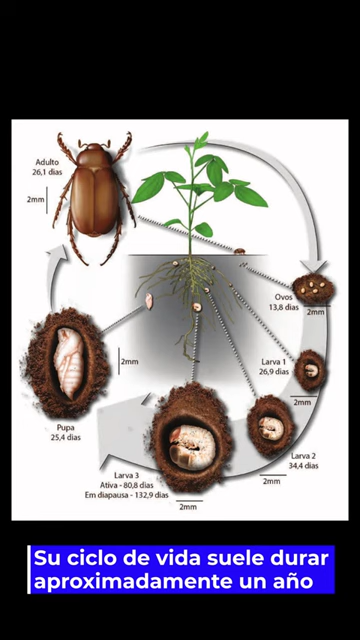 Adulto
26,1 dias
2mm
Ovos
13,8 dias
2mm
Larva 1
26,9 dias
2mm
Larva 2
34,4 dias
2mm
Larva 3
Ativa - 80,8 dias
Em diapausa - 132,9 dias
2mm
Pupa
25,4 dias
2mm
Su ciclo de vida suele durar
aproximadamente un año